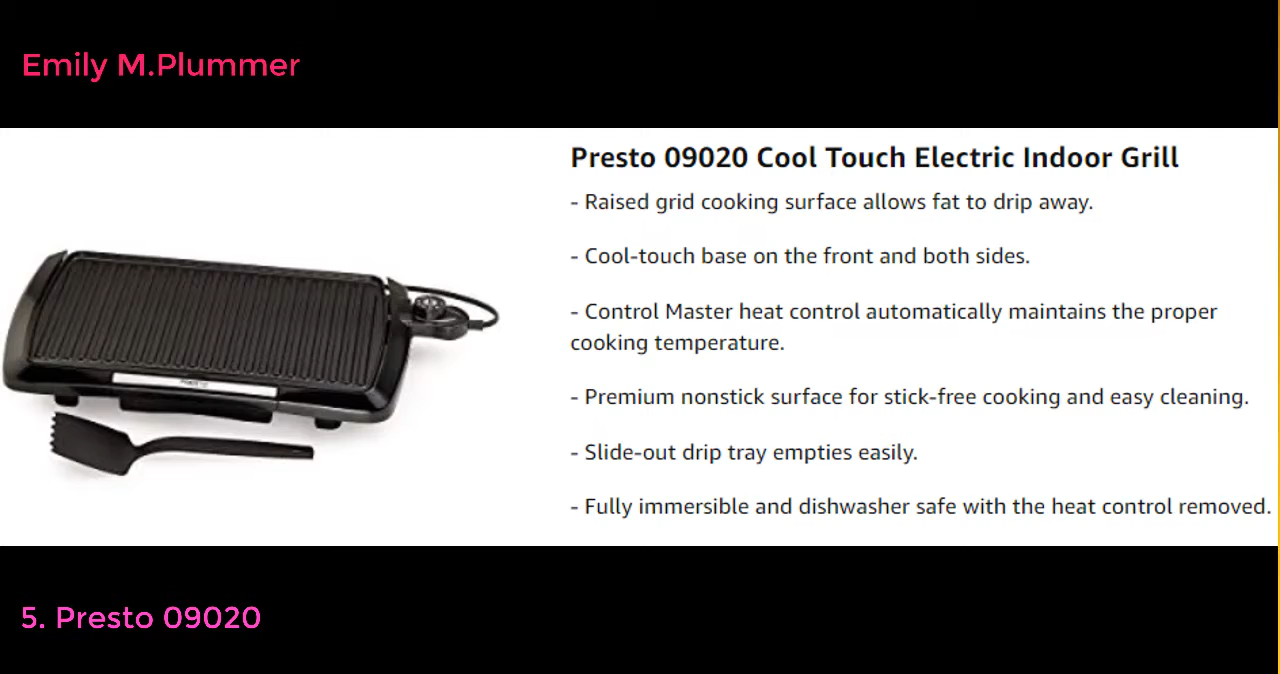 Emily M.Plummer
Presto 09020 Cool Touch Electric Indoor Grill
- Raised grid cooking surface allows fat to drip away.
- Cool-touch base on the front and both sides.
- Control Master heat control automatically maintains the proper
cooking temperature.
- Premium nonstick surface for stick-free cooking and easy cleaning.
- Slide-out drip tray empties easily.
- Fully immersible and dishwasher safe with the heat control removed.
5. Presto 09020